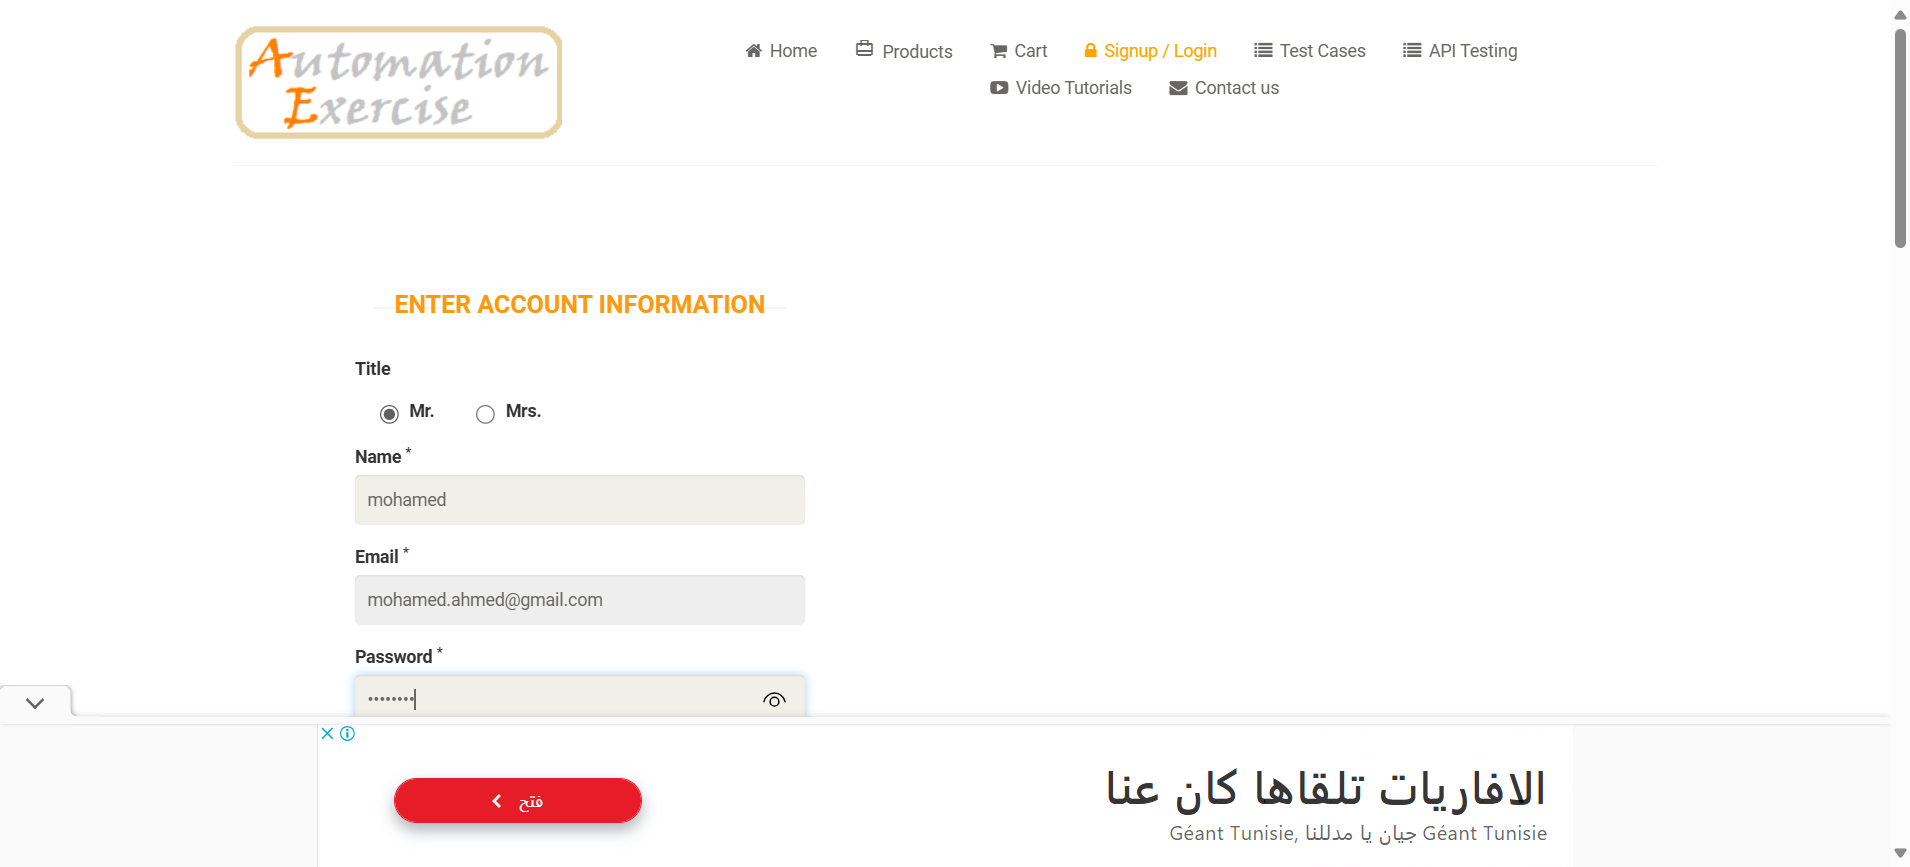 Automation
Exercise
Home
Products
Cart
Signup / Login
Test Cases
API Testing
Video Tutorials
Contact us
ENTER ACCOUNT INFORMATION
Title
Mr.
Mrs.
Name *
mohamed
Email *
mohamed.ahmed@gmail.com
Password *
••••••••
الافاريات تلقاها كان عنا
Géant Tunisie, جيان يا مدللنا Géant Tunisie
فتح